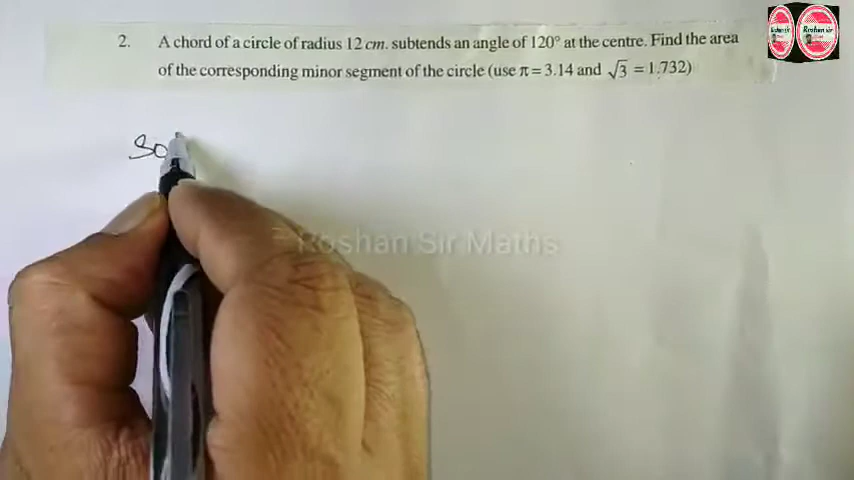 2. A chord of a circle of radius 12 cm. subtends an angle of 120° at the centre. Find the area
of the corresponding minor segment of the circle (use π = 3.14 and √3 = 1.732)
So
Roshan Sir Maths
Roshan Sir